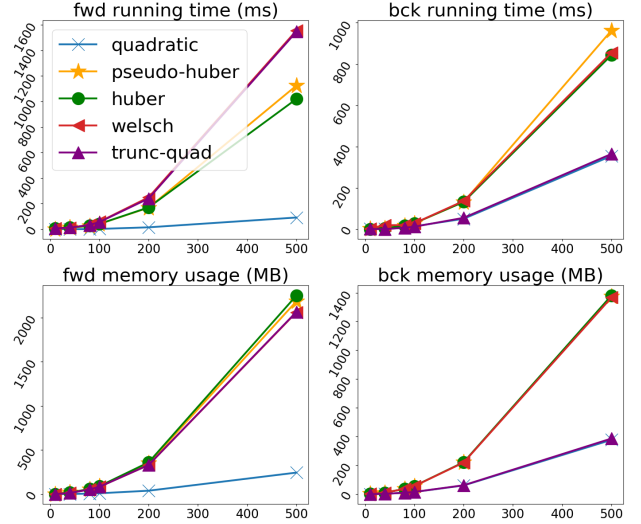 fwd running time (ms)
1600
1400
1200
1000
800
600
400
200
0
0 100 200 300 400 500
quadratic
pseudo-huber
huber
welsch
trunc-quad
bck running time (ms)
1000
800
600
400
200
0
0 100 200 300 400 500
fwd memory usage (MB)
2000
1500
1000
500
0
0 100 200 300 400 500
bck memory usage (MB)
1400
1200
1000
800
600
400
200
0
0 100 200 300 400 500